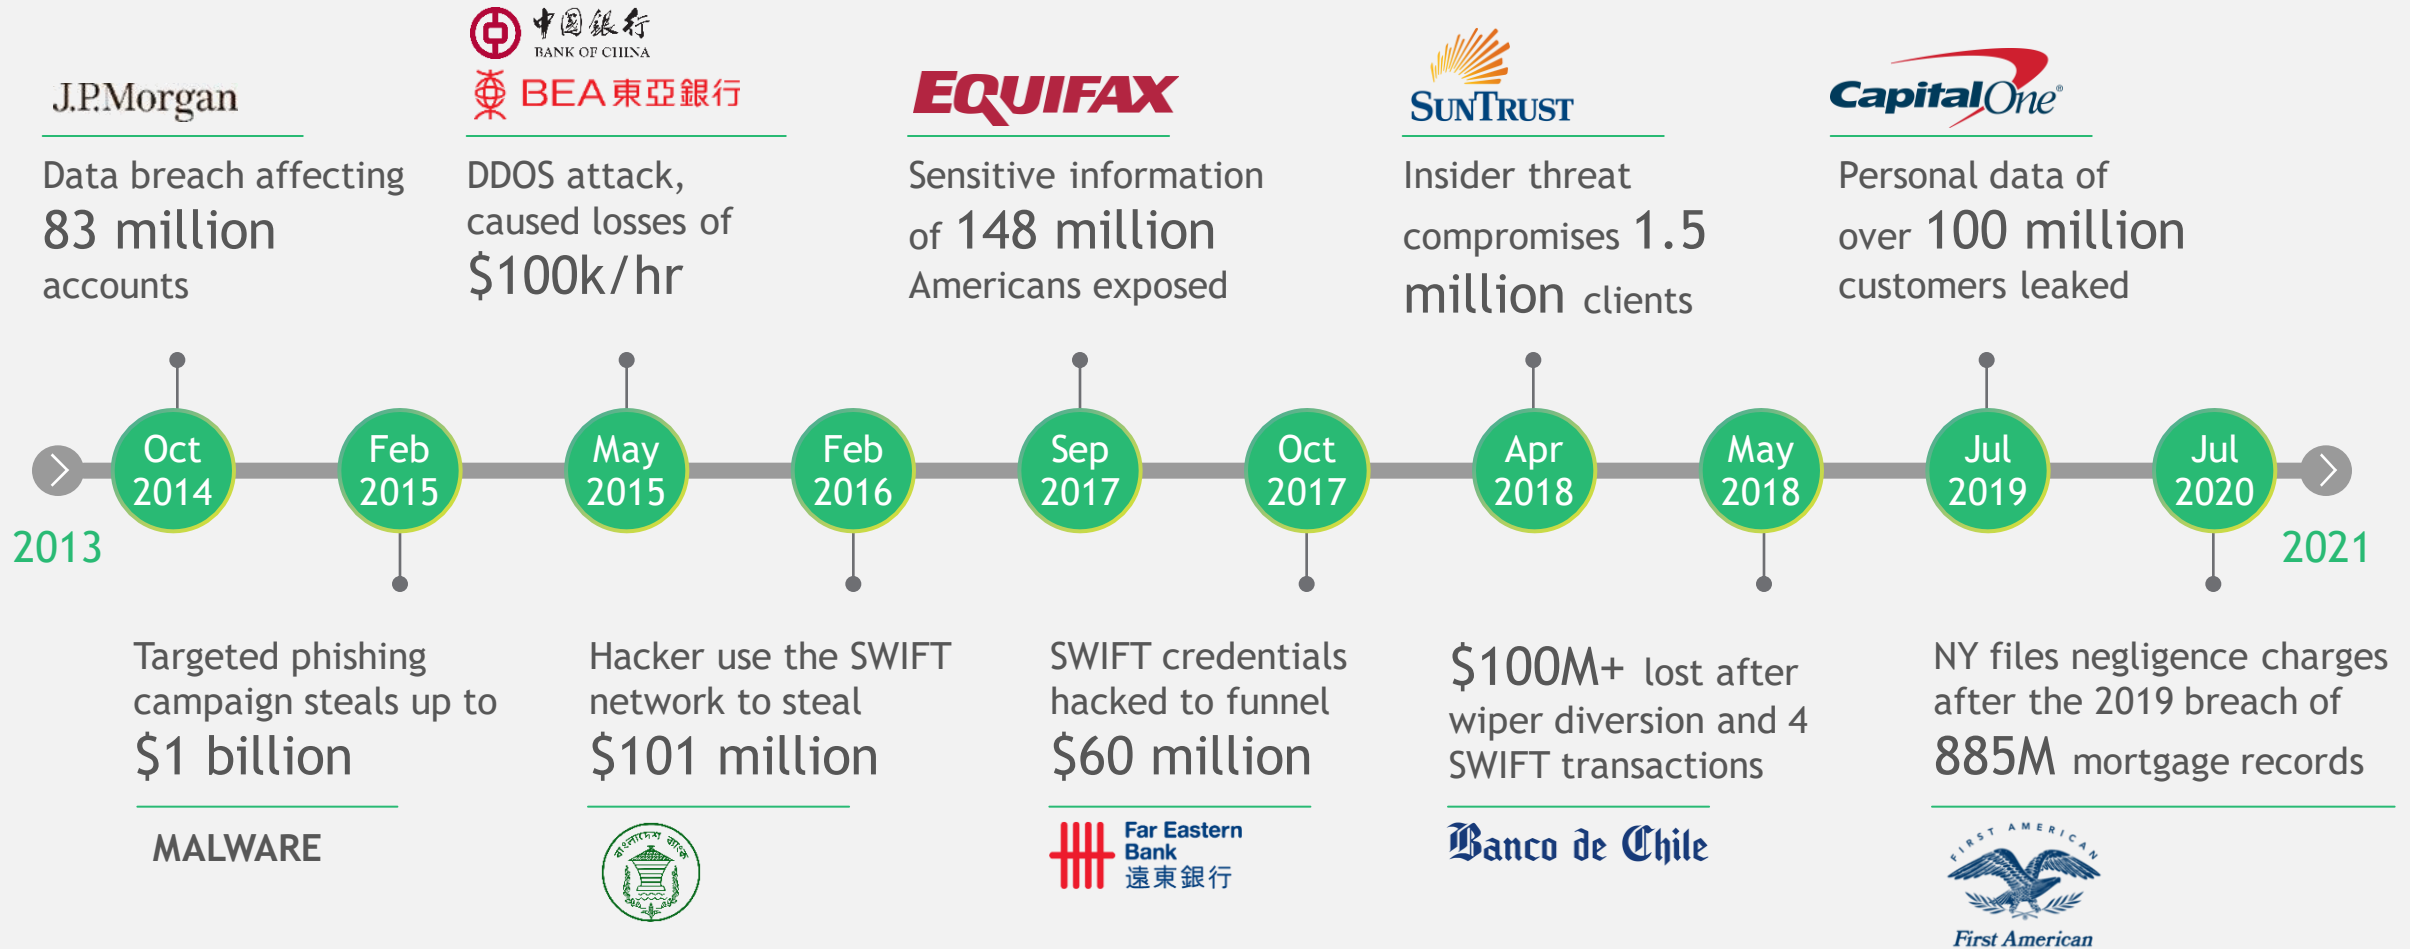 中国銀行
BANK OF CHINA
J.P.Morgan
BEA東亞銀行
EQUIFAX
SUNTRUST
CapitalOne®
Data breach affecting
83 million
accounts
DDOS attack,
caused losses of
$100k/hr
Sensitive information
of 148 million
Americans exposed
Insider threat
compromises 1.5
million clients
Personal data of
over 100 million
customers leaked
Oct
2014
Feb
2015
May
2015
Feb
2016
Sep
2017
Oct
2017
Apr
2018
May
2018
Jul
2019
Jul
2020
2013
2021
Targeted phishing
campaign steals up to
$1 billion
MALWARE
Hacker use the SWIFT
network to steal
$101 million
বাংলাদেশ ব্যাংক
SWIFT credentials
hacked to funnel
$60 million
Far Eastern
Bank
遠東銀行
$100M+ lost after
wiper diversion and 4
SWIFT transactions
Banco de Chile
NY files negligence charges
after the 2019 breach of
885M mortgage records
FIRST AMERICAN
First American